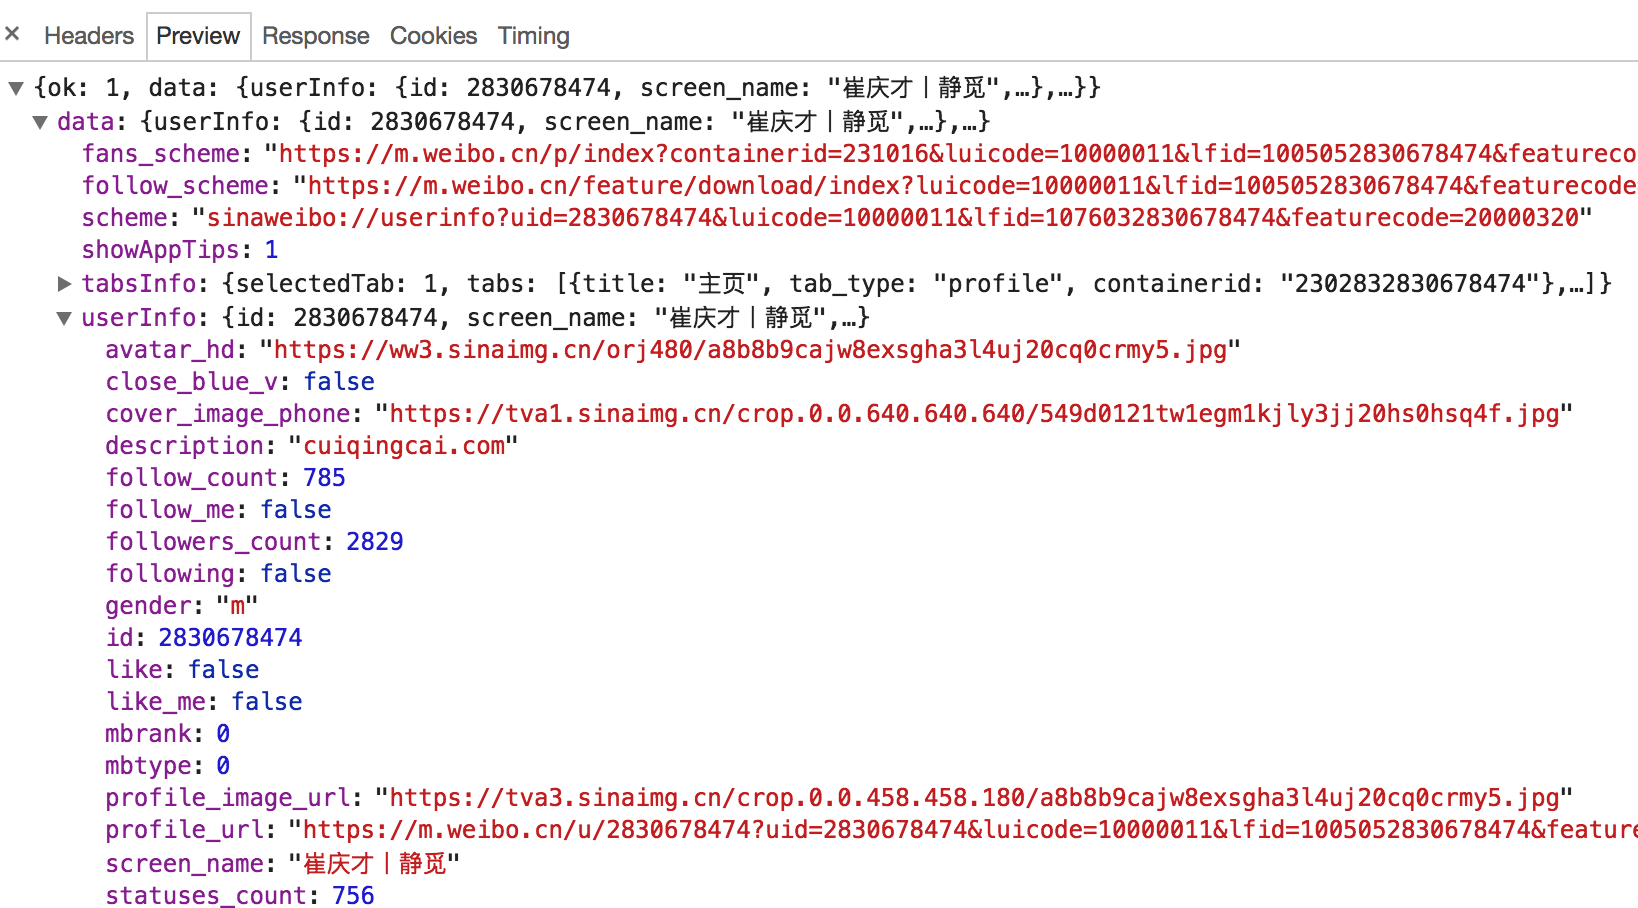 × Headers Preview Response Cookies Timing
▼{ok: 1, data: {userInfo: {id: 2830678474, screen_name: "崔庆才丨静觅",…},…}}
▼data: {userInfo: {id: 2830678474, screen_name: "崔庆才丨静觅",…},…}
fans_scheme: "https://m.weibo.cn/p/index?containerid=231016&luicode=10000011&lfid=1005052830678474&featureco
follow_scheme: "https://m.weibo.cn/feature/download/index?luicode=10000011&lfid=1005052830678474&featurecode
scheme: "sinaweibo://userinfo?uid=2830678474&luicode=10000011&lfid=1076032830678474&featurecode=20000320"
showAppTips: 1
▶tabsInfo: {selectedTab: 1, tabs: [{title: "主页", tab_type: "profile", containerid: "2302832830678474"},…]}
▼userInfo: {id: 2830678474, screen_name: "崔庆才丨静觅",…}
avatar_hd: "https://ww3.sinaimg.cn/orj480/a8b8b9cajw8exsgha3l4uj20cq0crmy5.jpg"
close_blue_v: false
cover_image_phone: "https://tva1.sinaimg.cn/crop.0.0.640.640.640/549d0121tw1egm1kjly3jj20hs0hsq4f.jpg"
description: "cuiqingcai.com"
follow_count: 785
follow_me: false
followers_count: 2829
following: false
gender: "m"
id: 2830678474
like: false
like_me: false
mbrank: 0
mbtype: 0
profile_image_url: "https://tva3.sinaimg.cn/crop.0.0.458.458.180/a8b8b9cajw8exsgha3l4uj20cq0crmy5.jpg"
profile_url: "https://m.weibo.cn/u/2830678474?uid=2830678474&luicode=10000011&lfid=1005052830678474&feature
screen_name: "崔庆才丨静觅"
statuses_count: 756